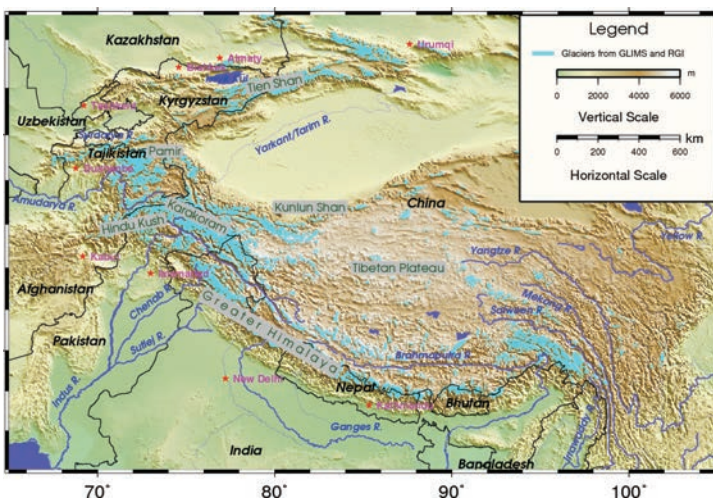 Kazakhstan
Almaty
Urumqi
Tien Shan
Kyrgyzstan
Uzbekistan
Syrdarya R.
Tajikistan
Pamir
Yarkant/Tarim R.
Amudarya R.
Kunlun Shan
China
Karakoram
Hindu Kush
Kabul
Islamabad
Afghanistan
Tibetan Plateau
Yangtze R.
Yellow R.
Mekong R.
Salween R.
Chenab R.
Pakistan
Sutlej R.
Indus R.
Greater Himalaya
Brahmaputra R.
New Delhi
Nepal
Bhutan
Ganges R.
Irrawaddy R.
India
Bangladesh
Legend
Glaciers from GLIMS and RGI
m
0 2000 4000 6000
Vertical Scale
km
0 200 400 600
Horizontal Scale
70° 80° 90° 100°